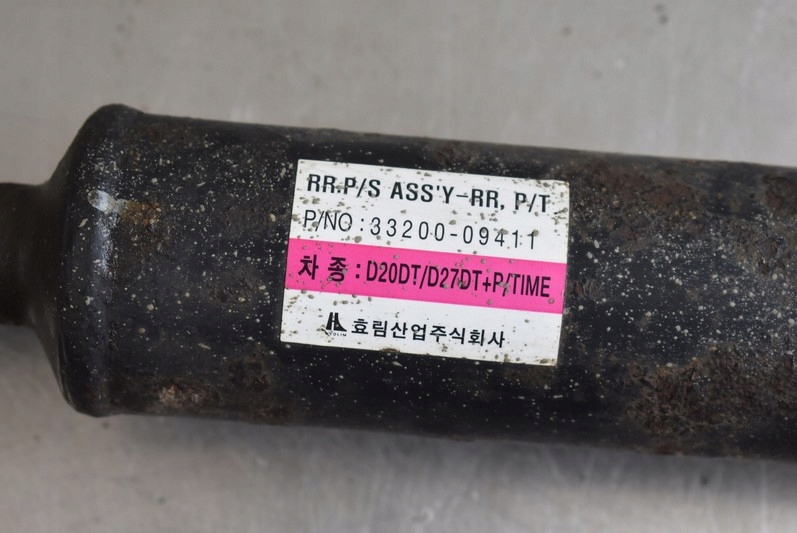 RR.P/S ASS'Y-RR, P/T
P/NO : 33200-09411
차 종 : D20DT/D27DT+P/TIME
HYOLIM
효림산업주식회사